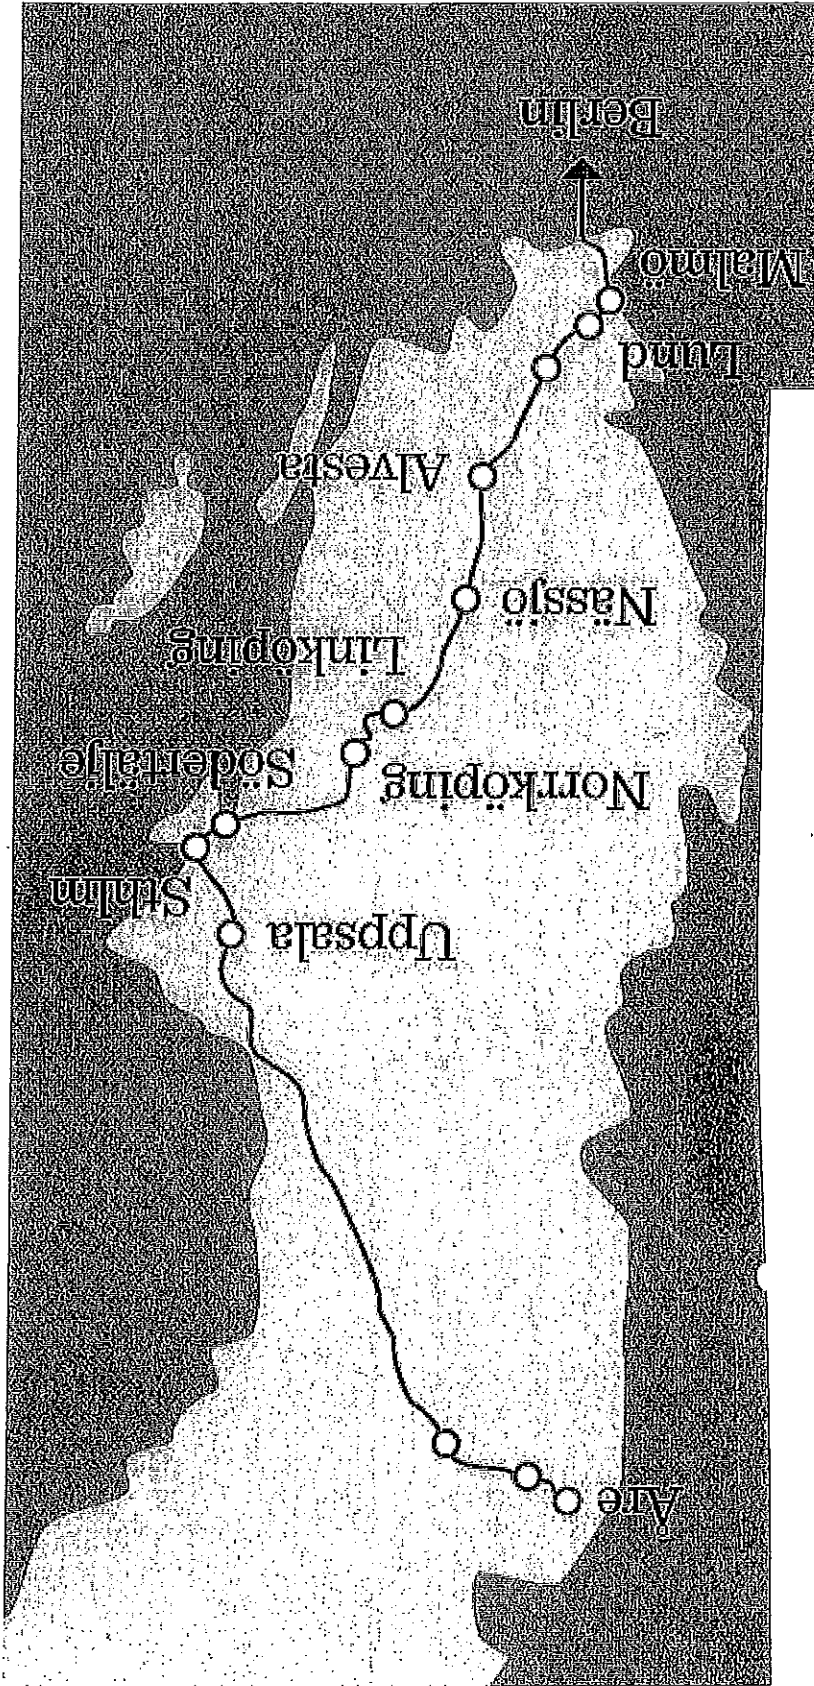 Åre
Uppsala
Sthlm
Södertälje
Norrköping
Linköping
Nässjö
Alvesta
Lund
Malmö
Berlin